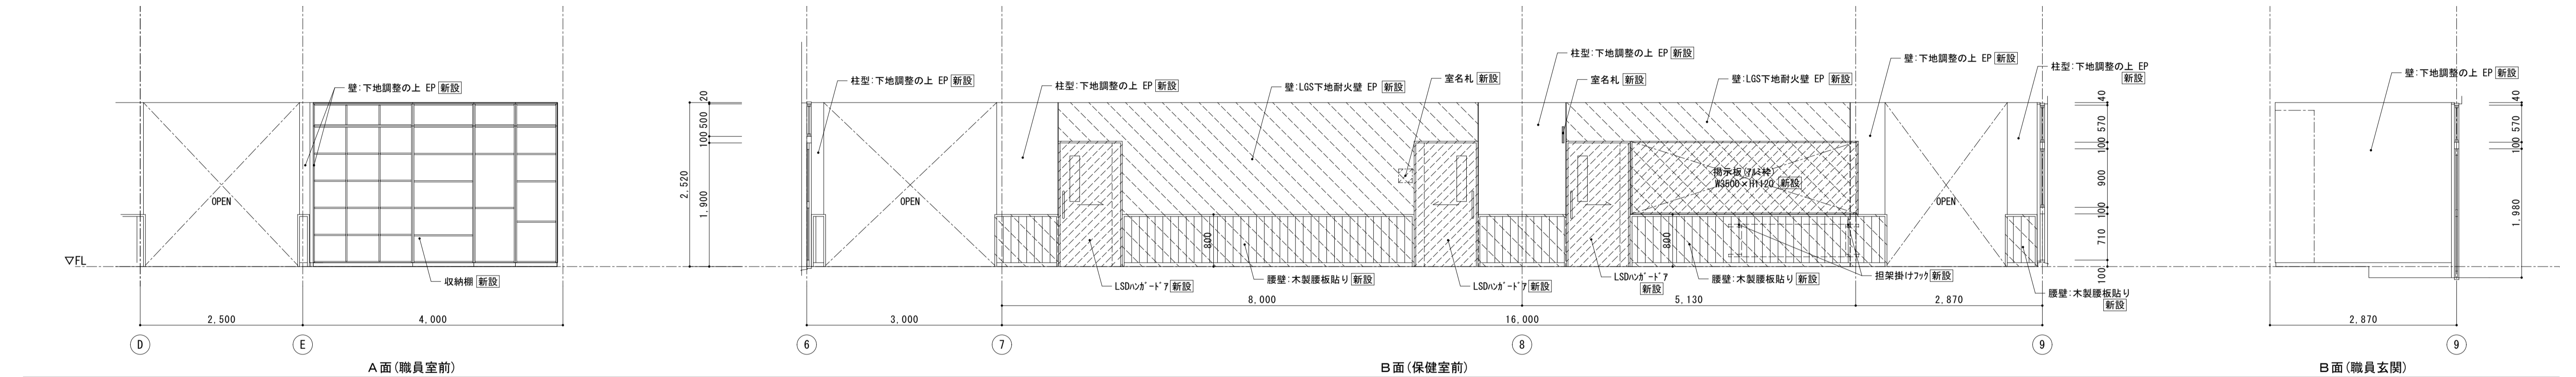 壁:下地調整の上 EP 新設
OPEN
収納棚 新設
▽FL
2,500
4,000
D
E
A面(職員室前)
柱型:下地調整の上 EP 新設
柱型:下地調整の上 EP 新設
壁:LGS下地耐火壁 EP 新設
室名札 新設
柱型:下地調整の上 EP 新設
室名札 新設
壁:LGS下地耐火壁 EP 新設
壁:下地調整の上 EP 新設
柱型:下地調整の上 EP
新設
20
500
100
2,520
1,900
OPEN
800
掲示板(ｱﾙﾐ枠)
W3500×H1120 新設
800
OPEN
40
570
100
900
100
710
100
LSDﾊﾝｶﾞｰﾄﾞｱ 新設
腰壁:木製腰板貼り 新設
LSDﾊﾝｶﾞｰﾄﾞｱ 新設
LSDﾊﾝｶﾞｰﾄﾞｱ
新設
腰壁:木製腰板貼り 新設
担架掛けﾌｯｸ 新設
腰壁:木製腰板貼り
新設
8,000
5,130
2,870
3,000
16,000
6
7
8
9
B面(保健室前)
壁:下地調整の上 EP 新設
40
570
100
1,980
2,870
9
B面(職員玄関)